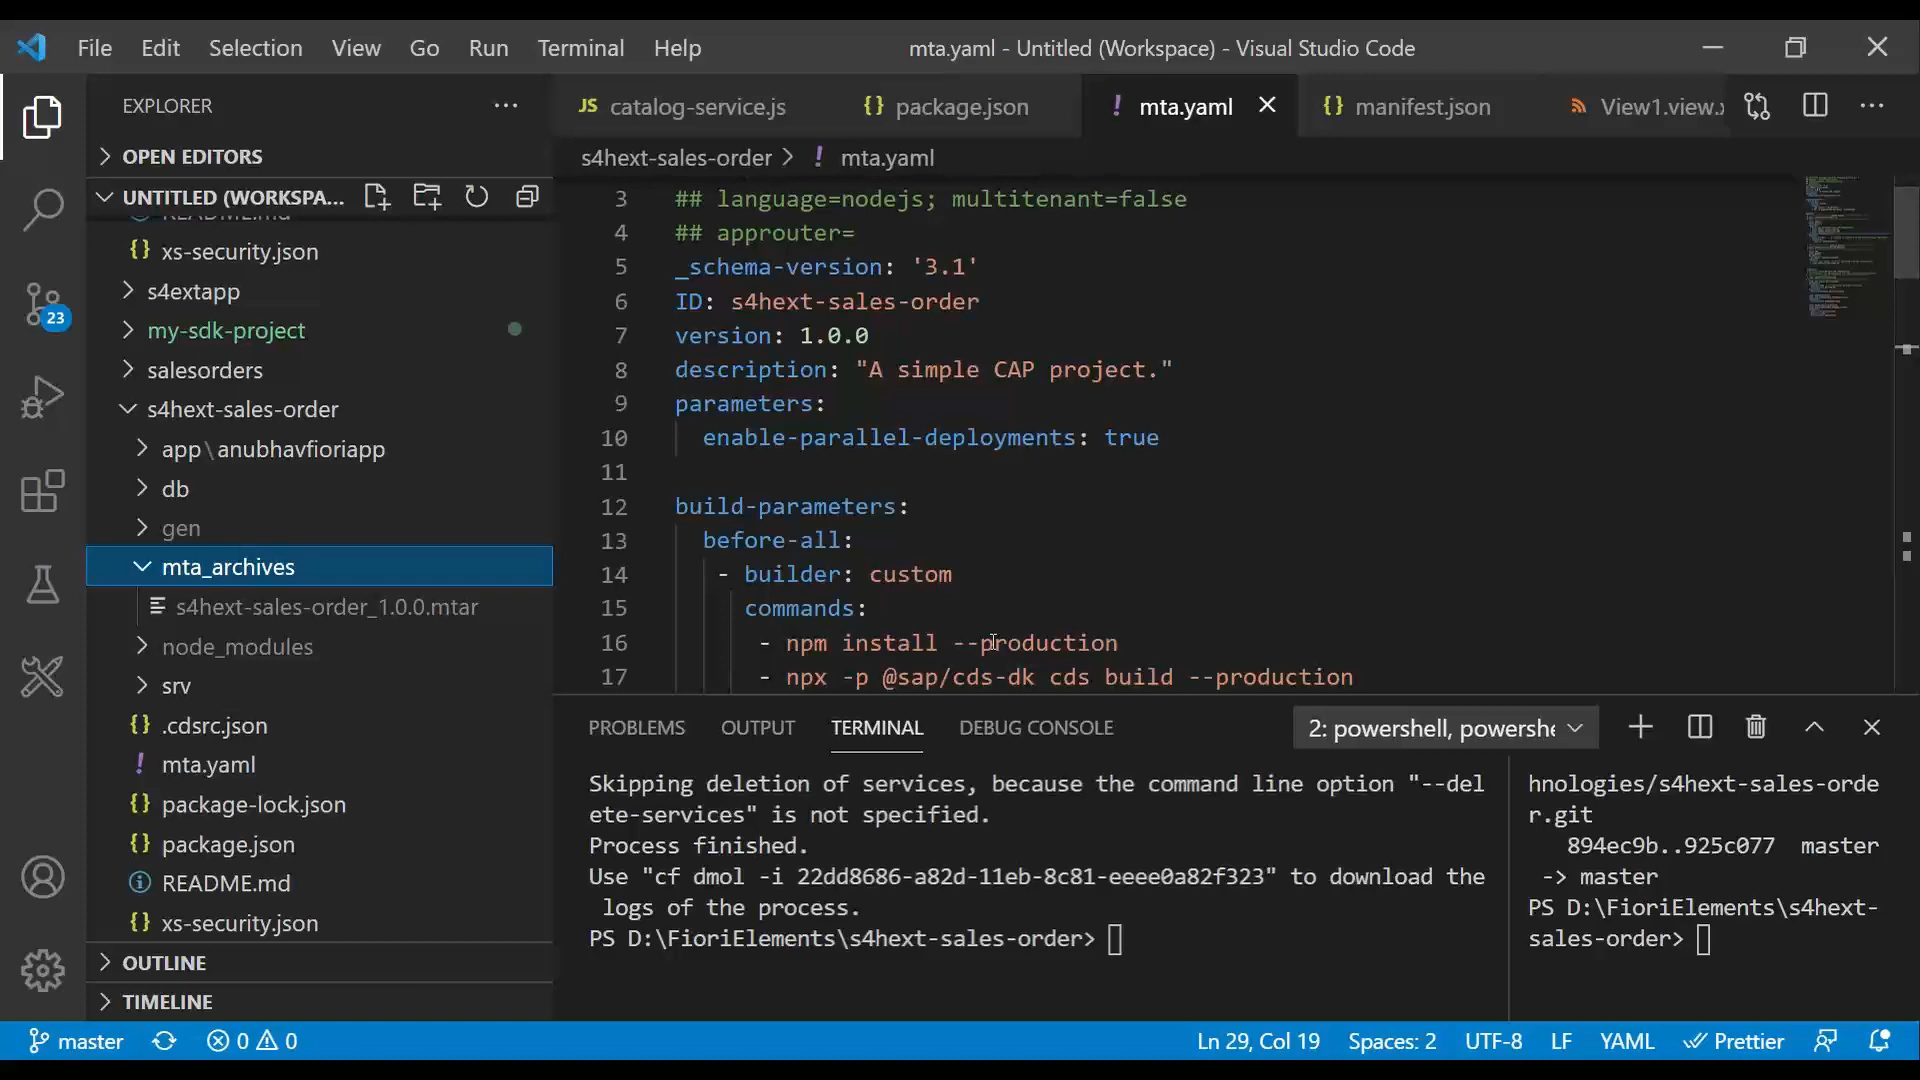 File Edit Selection View Go Run Terminal Help
mta.yaml - Untitled (Workspace) - Visual Studio Code
EXPLORER
OPEN EDITORS
UNTITLED (WORKSPA...
README.md
{} xs-security.json
s4extapp
my-sdk-project
salesorders
s4hext-sales-order
app\anubhavfioriapp
db
gen
mta_archives
s4hext-sales-order_1.0.0.mtar
node_modules
srv
{} .cdsrc.json
! mta.yaml
{} package-lock.json
{} package.json
README.md
{} xs-security.json
OUTLINE
TIMELINE
23
JS catalog-service.js
{} package.json
! mta.yaml
{} manifest.json
View1.view.x
s4hext-sales-order > ! mta.yaml
3 ## language=nodejs; multitenant=false
4 ## approuter=
5 _schema-version: '3.1'
6 ID: s4hext-sales-order
7 version: 1.0.0
8 description: "A simple CAP project."
9 parameters:
10 enable-parallel-deployments: true
11
12 build-parameters:
13 before-all:
14 - builder: custom
15 commands:
16 - npm install --production
17 - npx -p @sap/cds-dk cds build --production
PROBLEMS OUTPUT TERMINAL DEBUG CONSOLE
2: powershell, powershe
Skipping deletion of services, because the command line option "--del
ete-services" is not specified.
Process finished.
Use "cf dmol -i 22dd8686-a82d-11eb-8c81-eeee0a82f323" to download the
logs of the process.
PS D:\FioriElements\s4hext-sales-order>
hnologies/s4hext-sales-orde
r.git
894ec9b..925c077 master
-> master
PS D:\FioriElements\s4hext-
sales-order>
master
0 0
Ln 29, Col 19
Spaces: 2
UTF-8
LF
YAML
Prettier